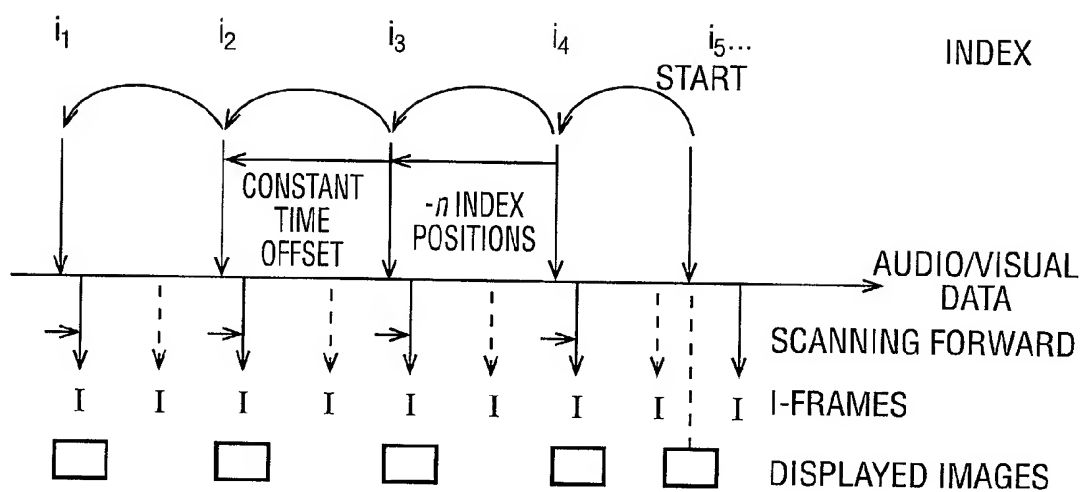 i1 i2 i3 i4 i5...
START
INDEX
CONSTANT
TIME
OFFSET
-n INDEX
POSITIONS
AUDIO/VISUAL
DATA
SCANNING FORWARD
I I I I I I I I I I-FRAMES
DISPLAYED IMAGES